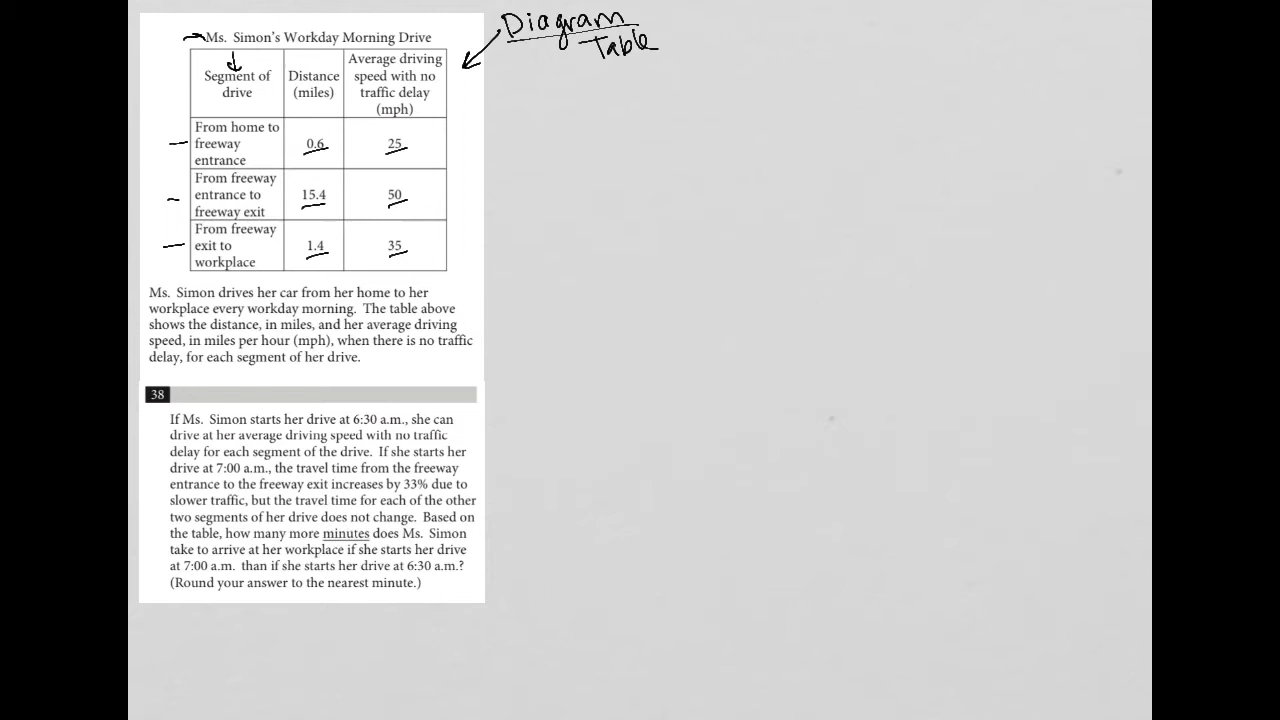 Diagram
Table
Ms. Simon's Workday Morning Drive
Segment of drive
Distance (miles)
Average driving speed with no traffic delay (mph)
From home to freeway entrance
0.6
25
From freeway entrance to freeway exit
15.4
50
From freeway exit to workplace
1.4
35
Ms. Simon drives her car from her home to her
workplace every workday morning. The table above
shows the distance, in miles, and her average driving
speed, in miles per hour (mph), when there is no traffic
delay, for each segment of her drive.
38
If Ms. Simon starts her drive at 6:30 a.m., she can
drive at her average driving speed with no traffic
delay for each segment of the drive. If she starts her
drive at 7:00 a.m., the travel time from the freeway
entrance to the freeway exit increases by 33% due to
slower traffic, but the travel time for each of the other
two segments of her drive does not change. Based on
the table, how many more minutes does Ms. Simon
take to arrive at her workplace if she starts her drive
at 7:00 a.m. than if she starts her drive at 6:30 a.m.?
(Round your answer to the nearest minute.)